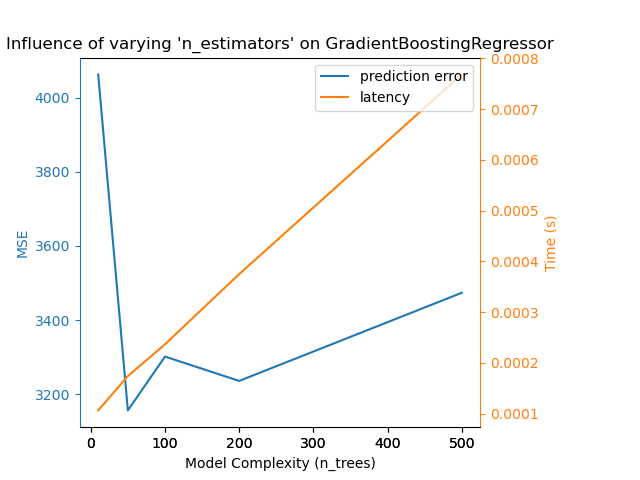 Influence of varying 'n_estimators' on GradientBoostingRegressor
prediction error
latency
MSE
4000
3800
3600
3400
3200
0.0008
0.0007
0.0006
0.0005
0.0004
0.0003
0.0002
0.0001
Time (s)
0 100 200 300 400 500
Model Complexity (n_trees)